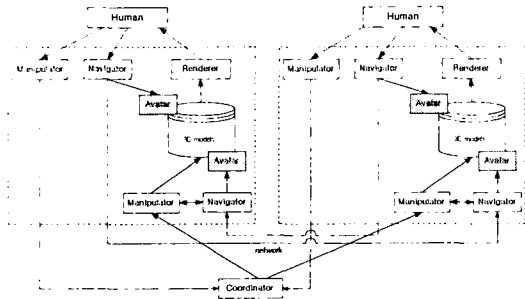 Human
Human
Manipulator
Navigator
Renderer
Manipulator
Navigator
Renderer
Avatar
Avatar
3D models
3D models
Avatar
Avatar
Manipulator
Navigator
Manipulator
Navigator
network
Coordinator